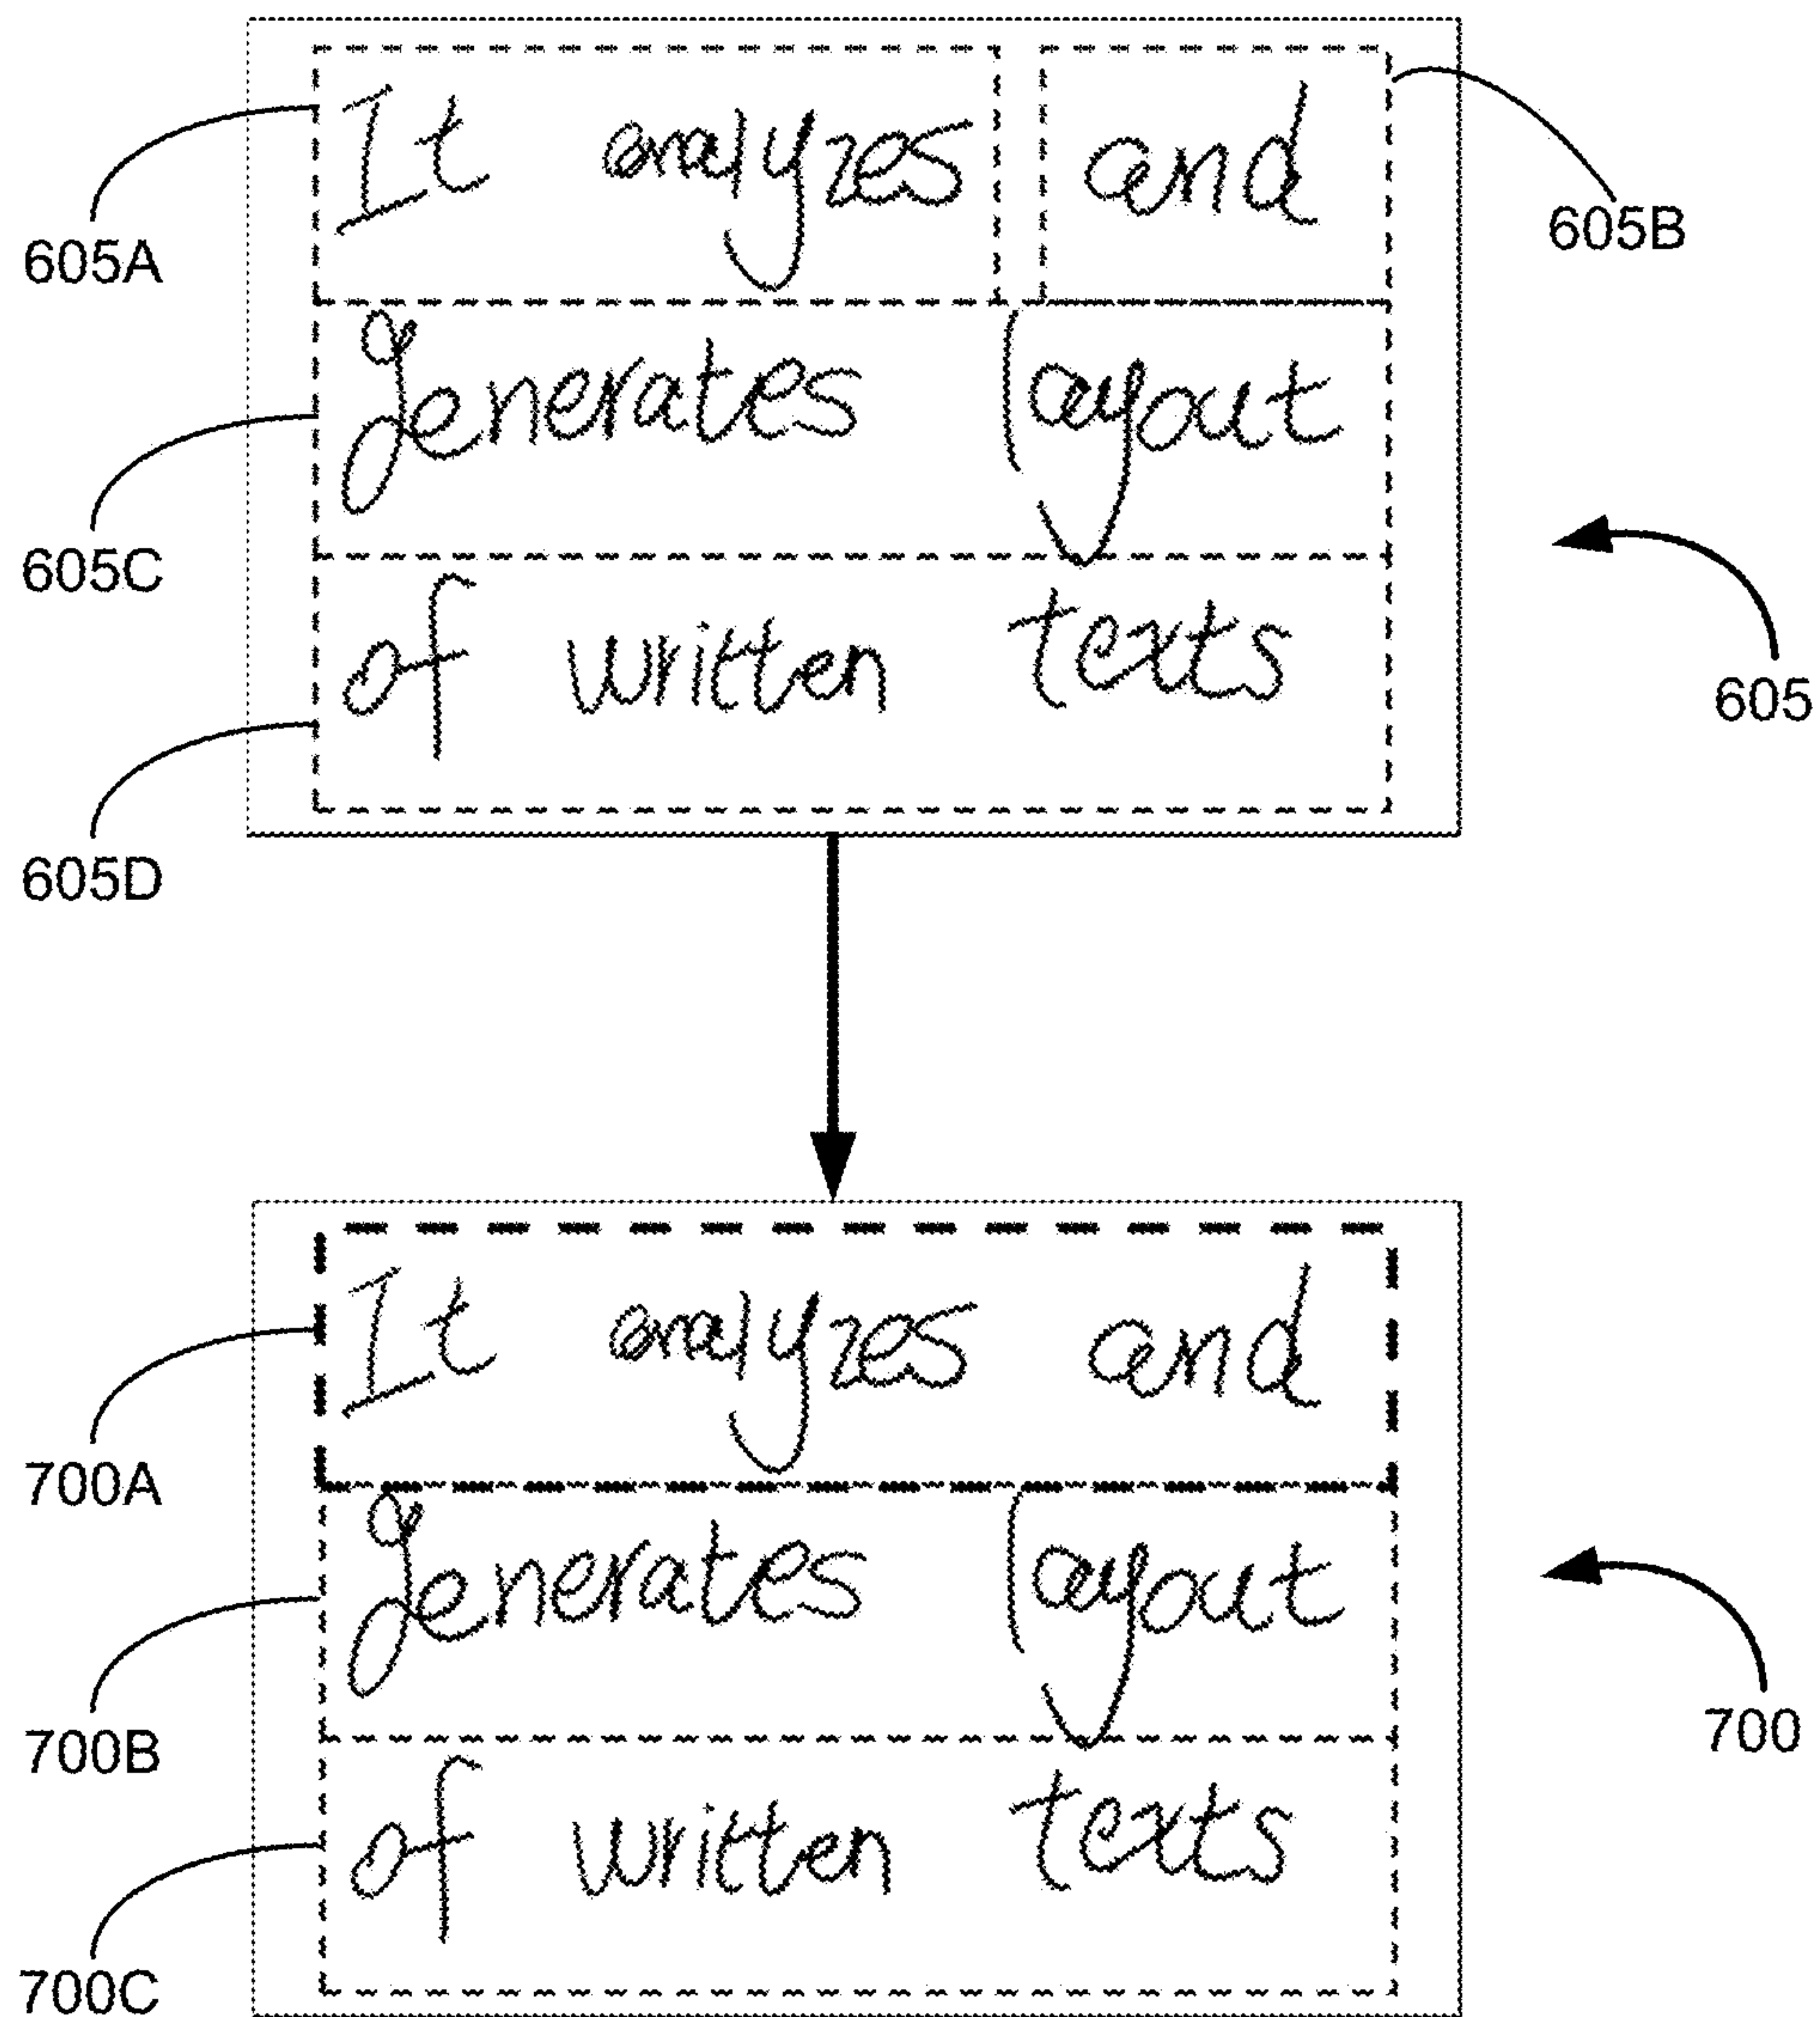 It analyzes and
605A
605B
generates layout
605C
of written texts
605
605D
It analyzes and
700A
generates layout
700B
700
of written texts
700C